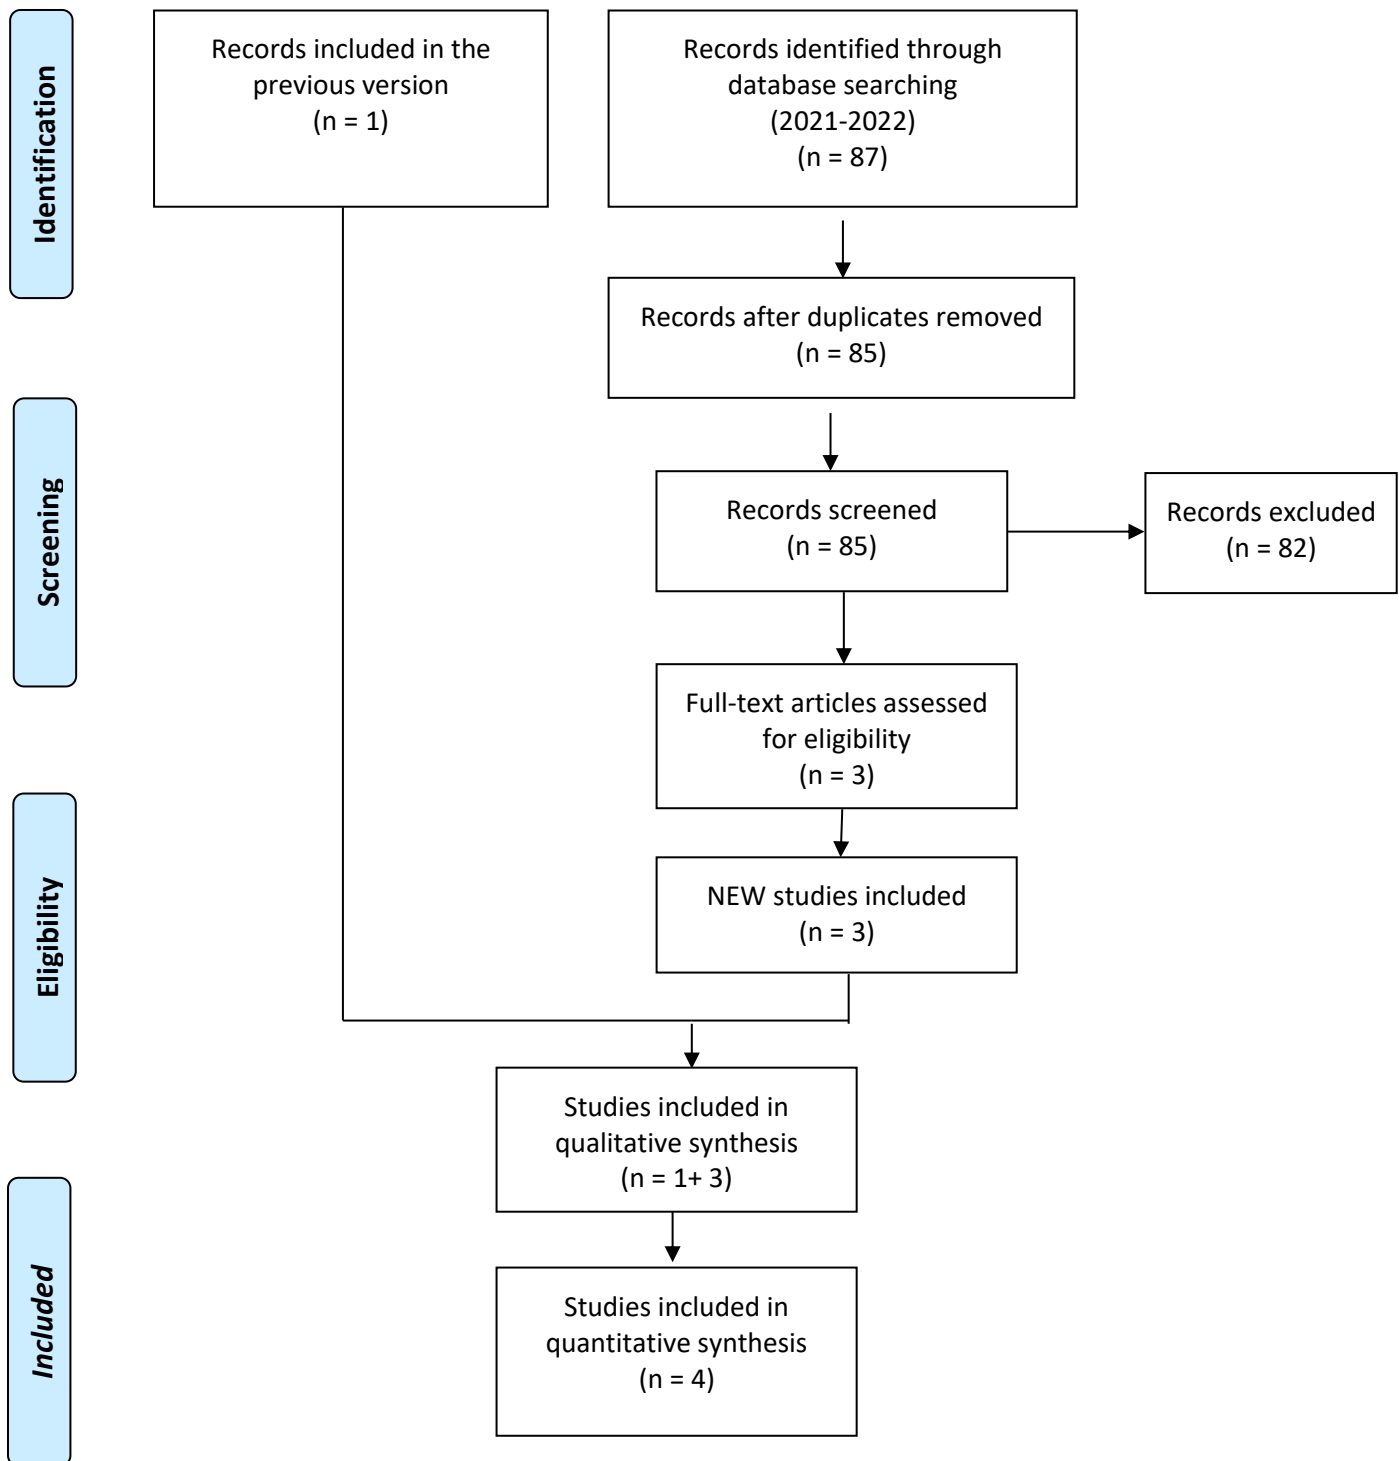 Identification
Records included in the
previous version
(n = 1)
Records identified through
database searching
(2021-2022)
(n = 87)
Records after duplicates removed
(n = 85)
Screening
Records screened
(n = 85)
Records excluded
(n = 82)
Full-text articles assessed
for eligibility
(n = 3)
Eligibility
NEW studies included
(n = 3)
Studies included in
qualitative synthesis
(n = 1+ 3)
Included
Studies included in
quantitative synthesis
(n = 4)